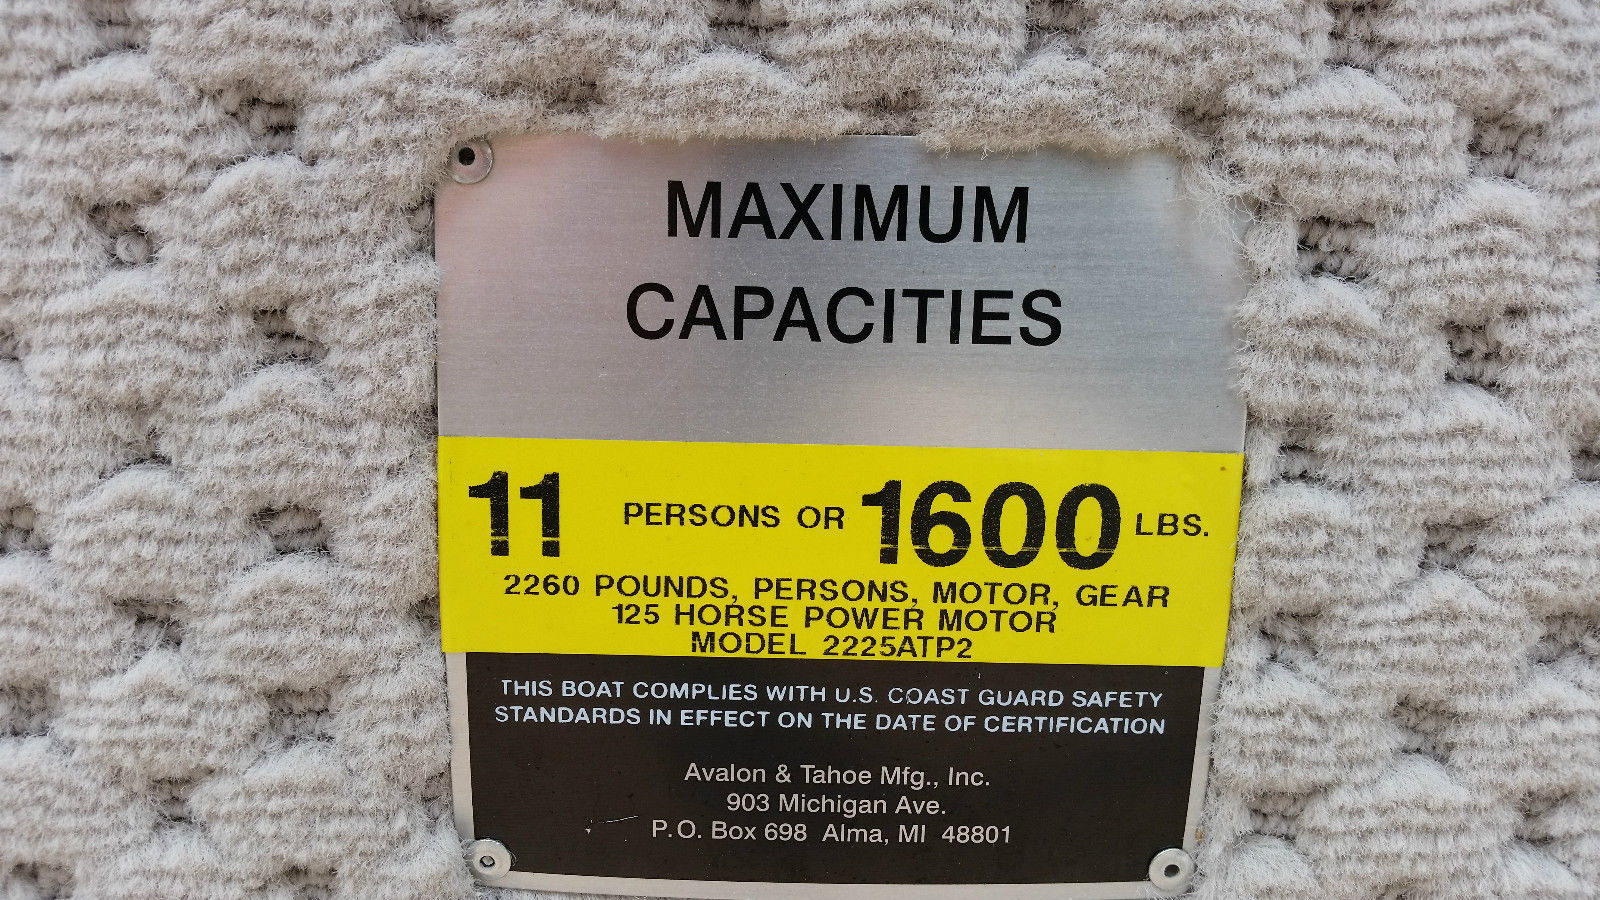 MAXIMUM
CAPACITIES
11 PERSONS OR 1600 LBS.
2260 POUNDS, PERSONS, MOTOR, GEAR
125 HORSE POWER MOTOR
MODEL 2225ATP2
THIS BOAT COMPLIES WITH U.S. COAST GUARD SAFETY
STANDARDS IN EFFECT ON THE DATE OF CERTIFICATION
Avalon & Tahoe Mfg., Inc.
903 Michigan Ave.
P.O. Box 698 Alma, MI 48801